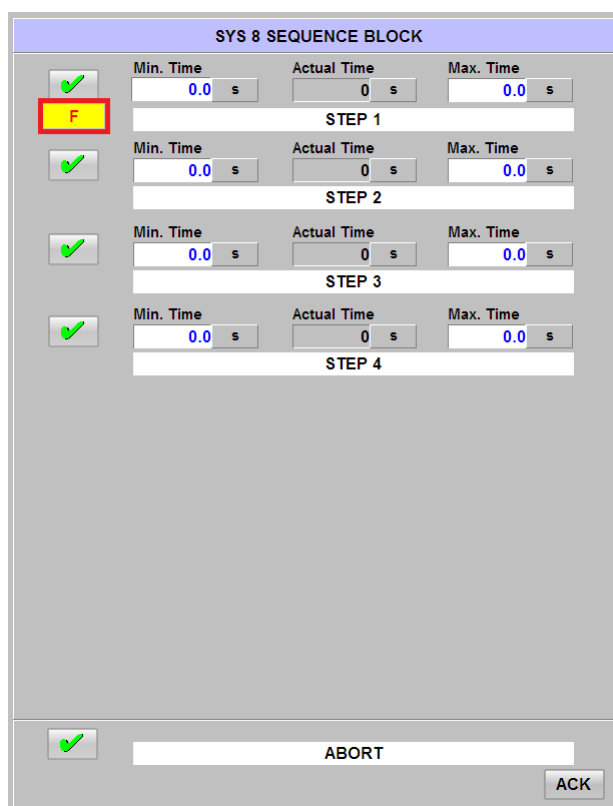 SYS 8 SEQUENCE BLOCK
Min. Time Actual Time Max. Time
0.0 s 0 s 0.0 s
F STEP 1
Min. Time Actual Time Max. Time
0.0 s 0 s 0.0 s
STEP 2
Min. Time Actual Time Max. Time
0.0 s 0 s 0.0 s
STEP 3
Min. Time Actual Time Max. Time
0.0 s 0 s 0.0 s
STEP 4
ABORT
ACK